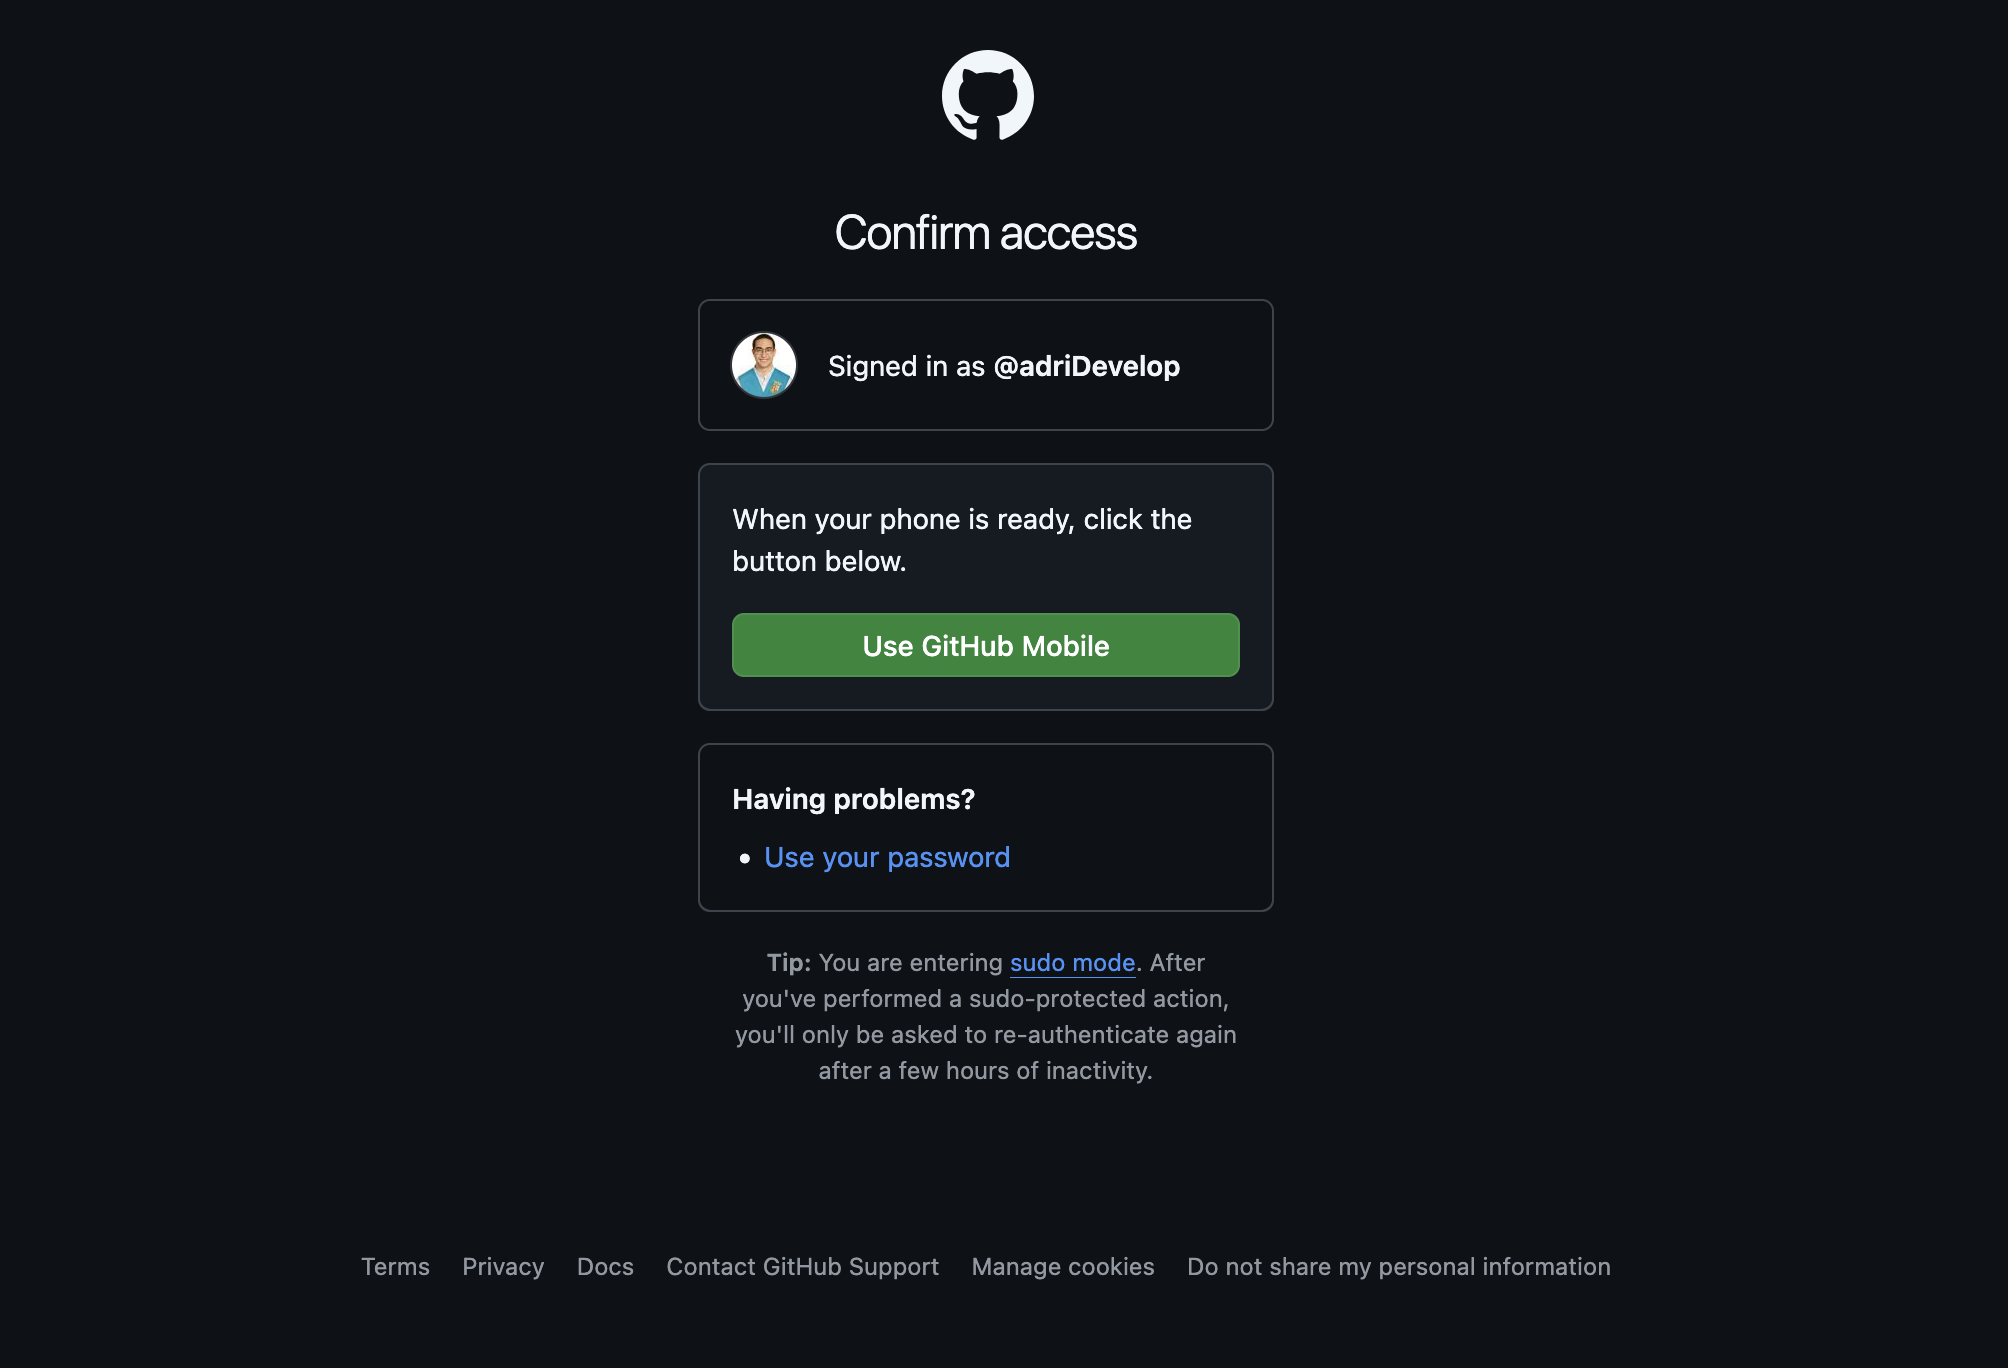 Confirm access
Signed in as @adriDevelop
When your phone is ready, click the
button below.
Use GitHub Mobile
Having problems?
Use your password
Tip: You are entering sudo mode. After
you've performed a sudo-protected action,
you'll only be asked to re-authenticate again
after a few hours of inactivity.
Terms Privacy Docs Contact GitHub Support Manage cookies Do not share my personal information